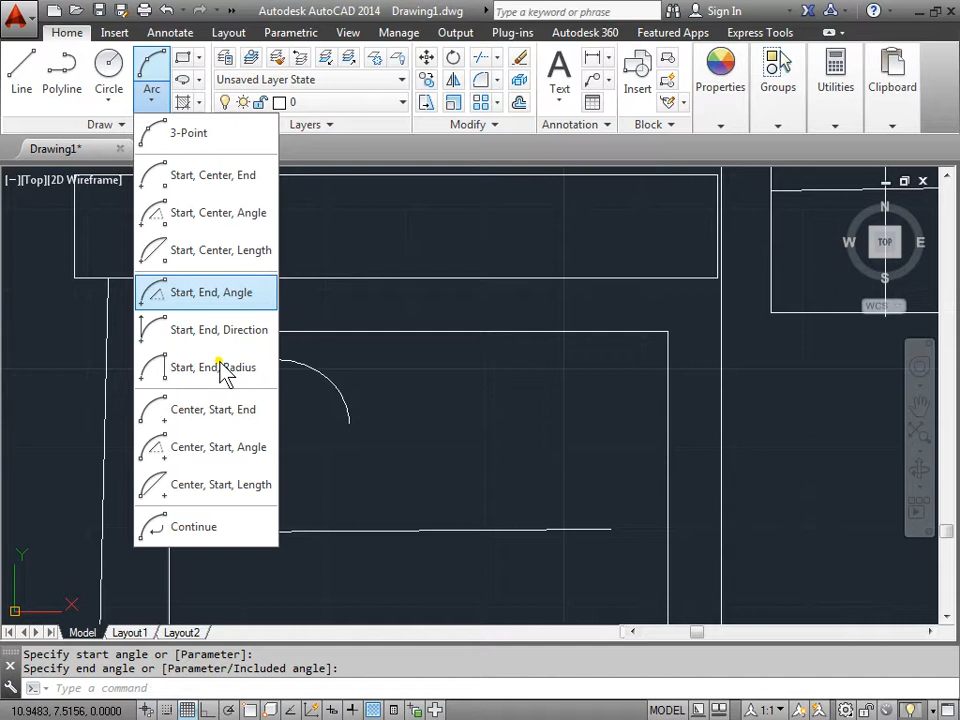 Autodesk AutoCAD 2014 Drawing1.dwg
Type a keyword or phrase
Sign In
Home Insert Annotate Layout Parametric View Manage Output Plug-ins Autodesk 360 Featured Apps Express Tools
Line Polyline Circle Arc
Unsaved Layer State
0
Text Insert Properties Groups Utilities Clipboard
Draw Layers Modify Annotation Block
Drawing1*
[−][Top][2D Wireframe]
3-Point
Start, Center, End
Start, Center, Angle
Start, Center, Length
Start, End, Angle
Start, End, Direction
Start, End, Radius
Center, Start, End
Center, Start, Angle
Center, Start, Length
Continue
N
W TOP E
S
WCS
Y
X
Model Layout1 Layout2
Specify start angle or [Parameter]:
Specify end angle or [Parameter/Included angle]:
Type a command
10.9483, 7.5156, 0.0000
MODEL
1:1